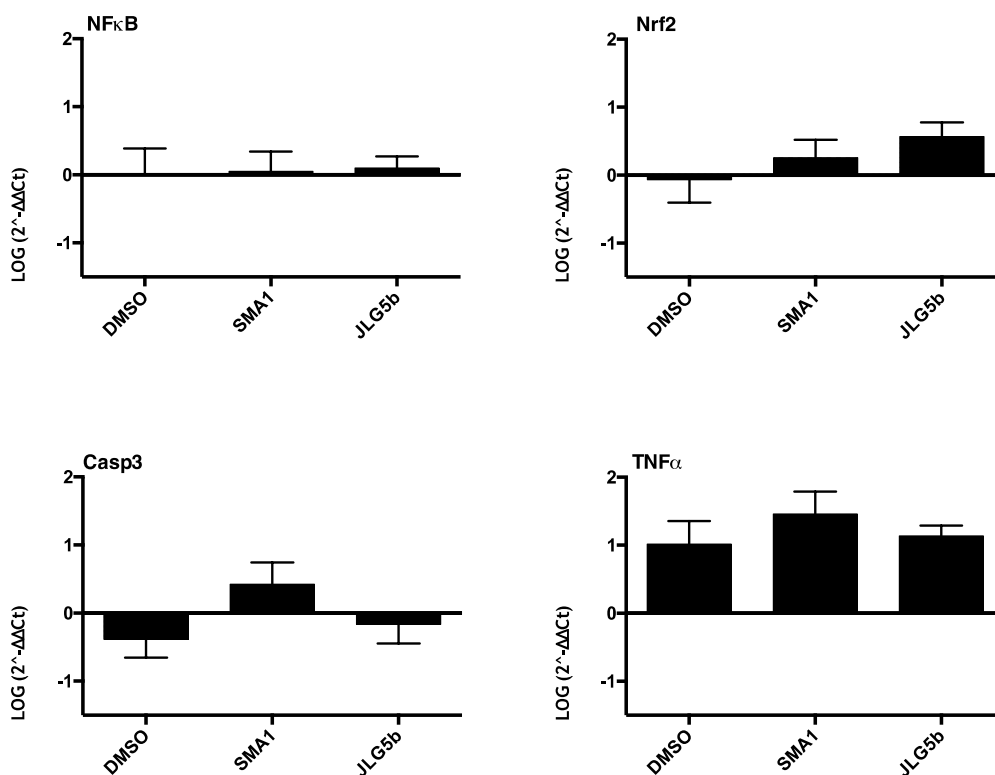 NFκB
2
1
0
-1
LOG (2^-ΔΔCt)
DMSO
SMA1
JLG5b
Nrf2
2
1
0
-1
LOG (2^-ΔΔCt)
DMSO
SMA1
JLG5b
Casp3
2
1
0
-1
LOG (2^-ΔΔCt)
DMSO
SMA1
JLG5b
TNFα
2
1
0
-1
LOG (2^-ΔΔCt)
DMSO
SMA1
JLG5b